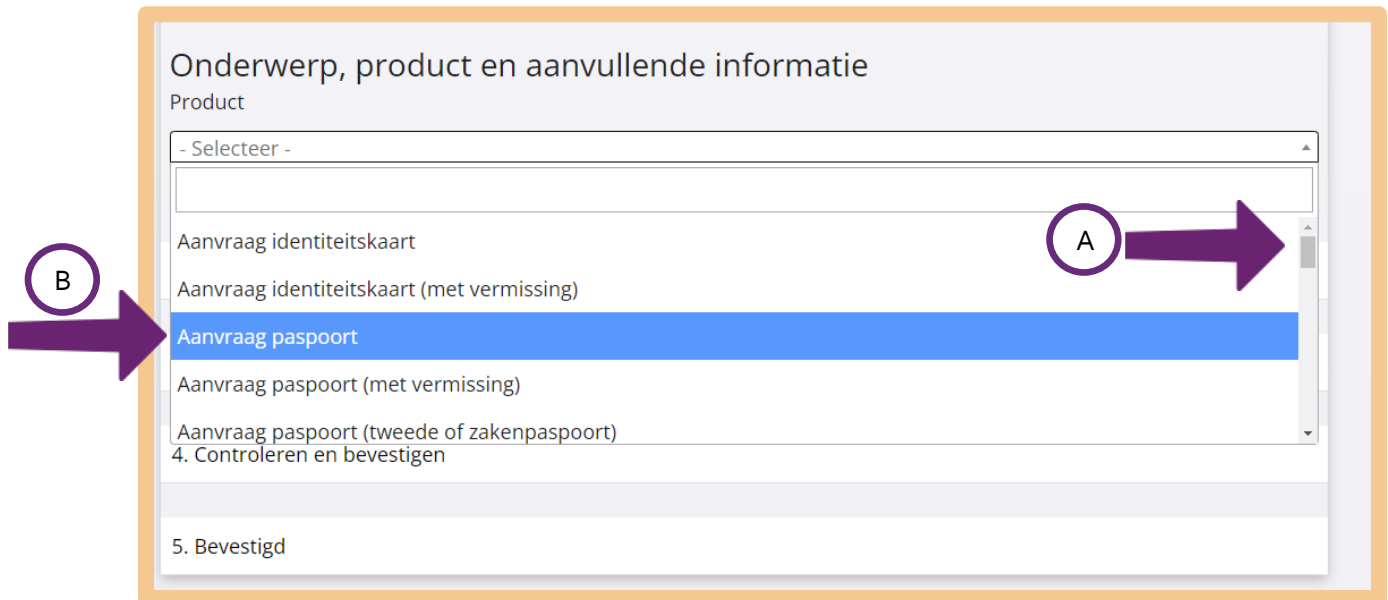 Onderwerp, product en aanvullende informatie
Product
- Selecteer -
Aanvraag identiteitskaart
A
B
Aanvraag identiteitskaart (met vermissing)
Aanvraag paspoort
Aanvraag paspoort (met vermissing)
Aanvraag paspoort (tweede of zakenpaspoort)
4. Controleren en bevestigen
5. Bevestigd